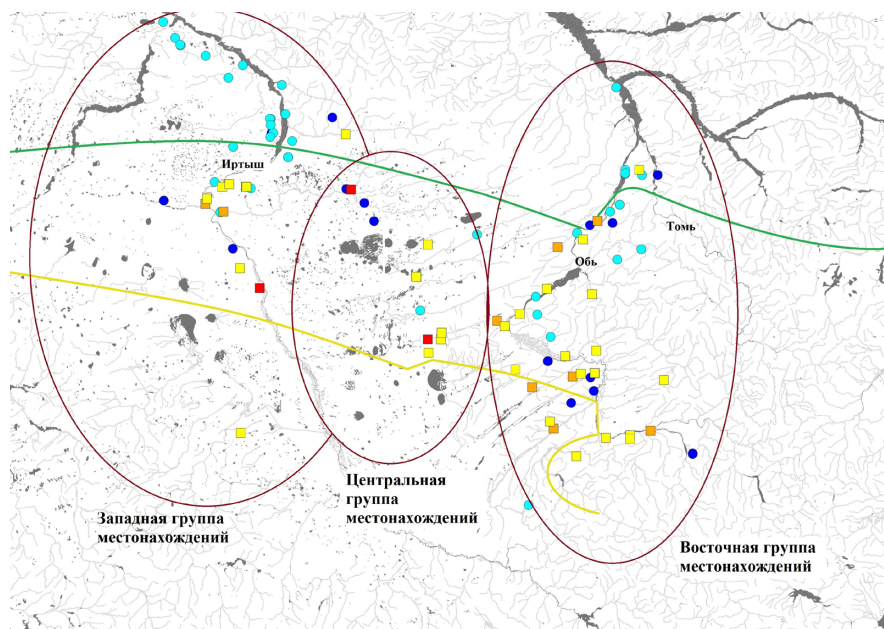 Иртыш
Томь
Обь
Центральная
группа
местонахождений
Западная группа
местонахождений
Восточная группа
местонахождений